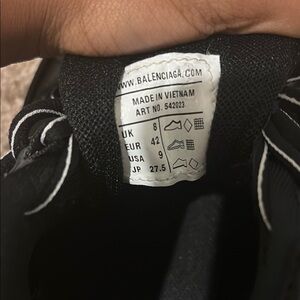 WWW.BALENCIAGA.COM
MADE IN VIETNAM
ART NO. 542023
UK 8
EUR 42
USA 9
JP 27.5